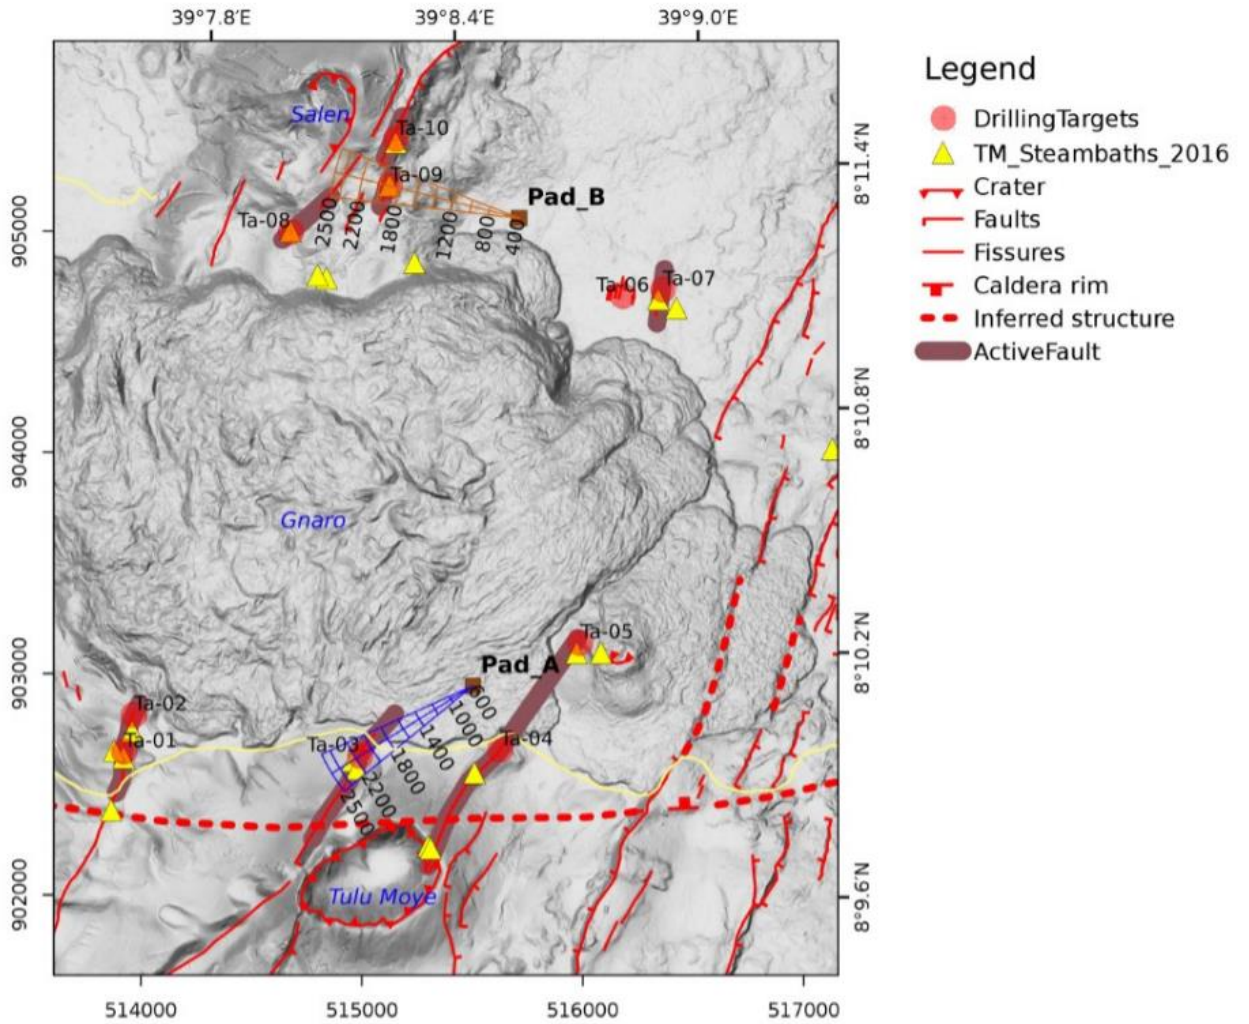 39°7.8′E 39°8.4′E 39°9.0′E
Legend
DrillingTargets
TM_Steambaths_2016
Crater
Faults
Fissures
Caldera rim
Inferred structure
ActiveFault
Salen
Ta-10
Ta-09
Pad_B
Ta-08
2500 2200 1800 1200 800 400
Ta-06 Ta-07
Gnaro
Ta-05
Pad_A
Ta-02
Ta-01
Ta-03
Ta-04
600
1000
1400
1800
2200
2500
Tulu Moye
905000
904000
903000
902000
8°11.4′N
8°10.8′N
8°10.2′N
8°9.6′N
514000 515000 516000 517000